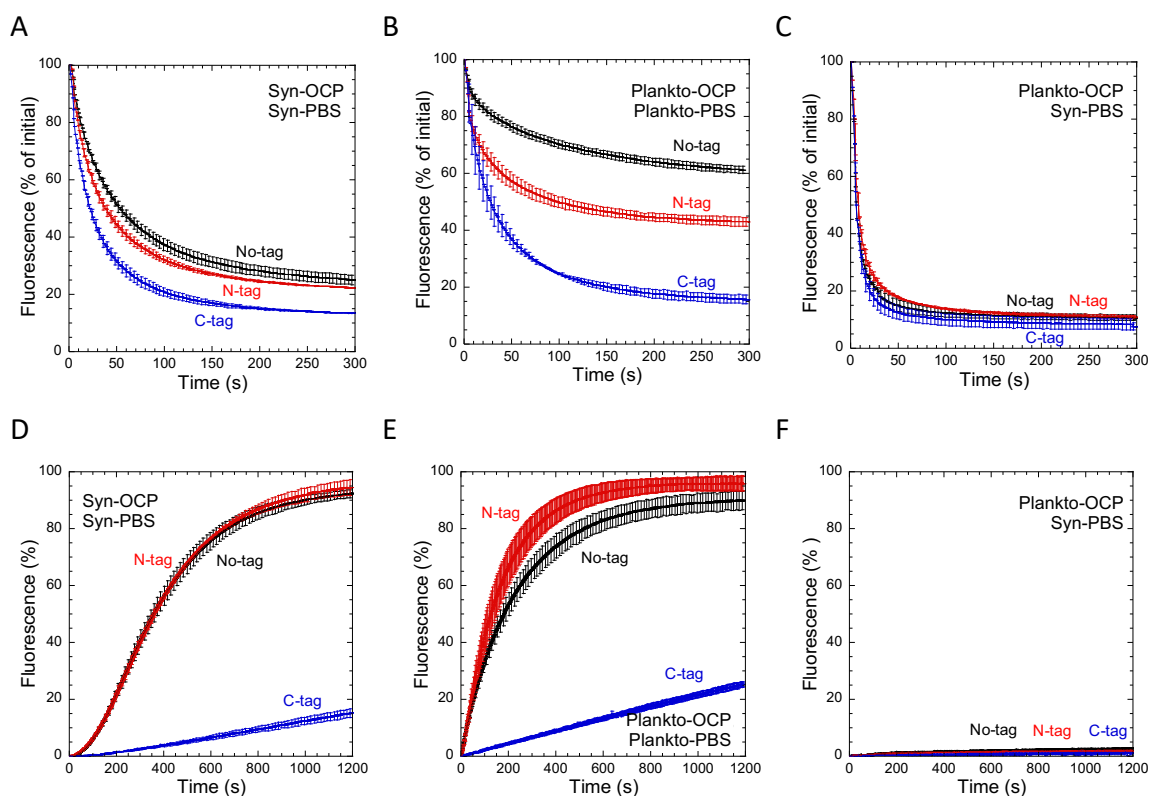 A
B
C
Fluorescence (% of initial)
100
80
60
40
20
0
Syn-OCP
Syn-PBS
No-tag
N-tag
C-tag
0 50 100 150 200 250 300
Time (s)
Fluorescence (% of initial)
100
80
60
40
20
0
Plankto-OCP
Plankto-PBS
No-tag
N-tag
C-tag
0 50 100 150 200 250 300
Time (s)
Fluorescence (% of initial)
100
80
60
40
20
0
Plankto-OCP
Syn-PBS
No-tag N-tag
C-tag
0 50 100 150 200 250 300
Time (s)
D
E
F
Fluorescence (%)
100
80
60
40
20
0
Syn-OCP
Syn-PBS
N-tag
No-tag
C-tag
0 200 400 600 800 1000 1200
Time (s)
Fluorescence (%)
100
80
60
40
20
0
N-tag
No-tag
C-tag
Plankto-OCP
Plankto-PBS
0 200 400 600 800 1000 1200
Time (s)
Fluorescence (% )
100
80
60
40
20
0
Plankto-OCP
Syn-PBS
No-tag N-tag C-tag
0 200 400 600 800 1000 1200
Time (s)